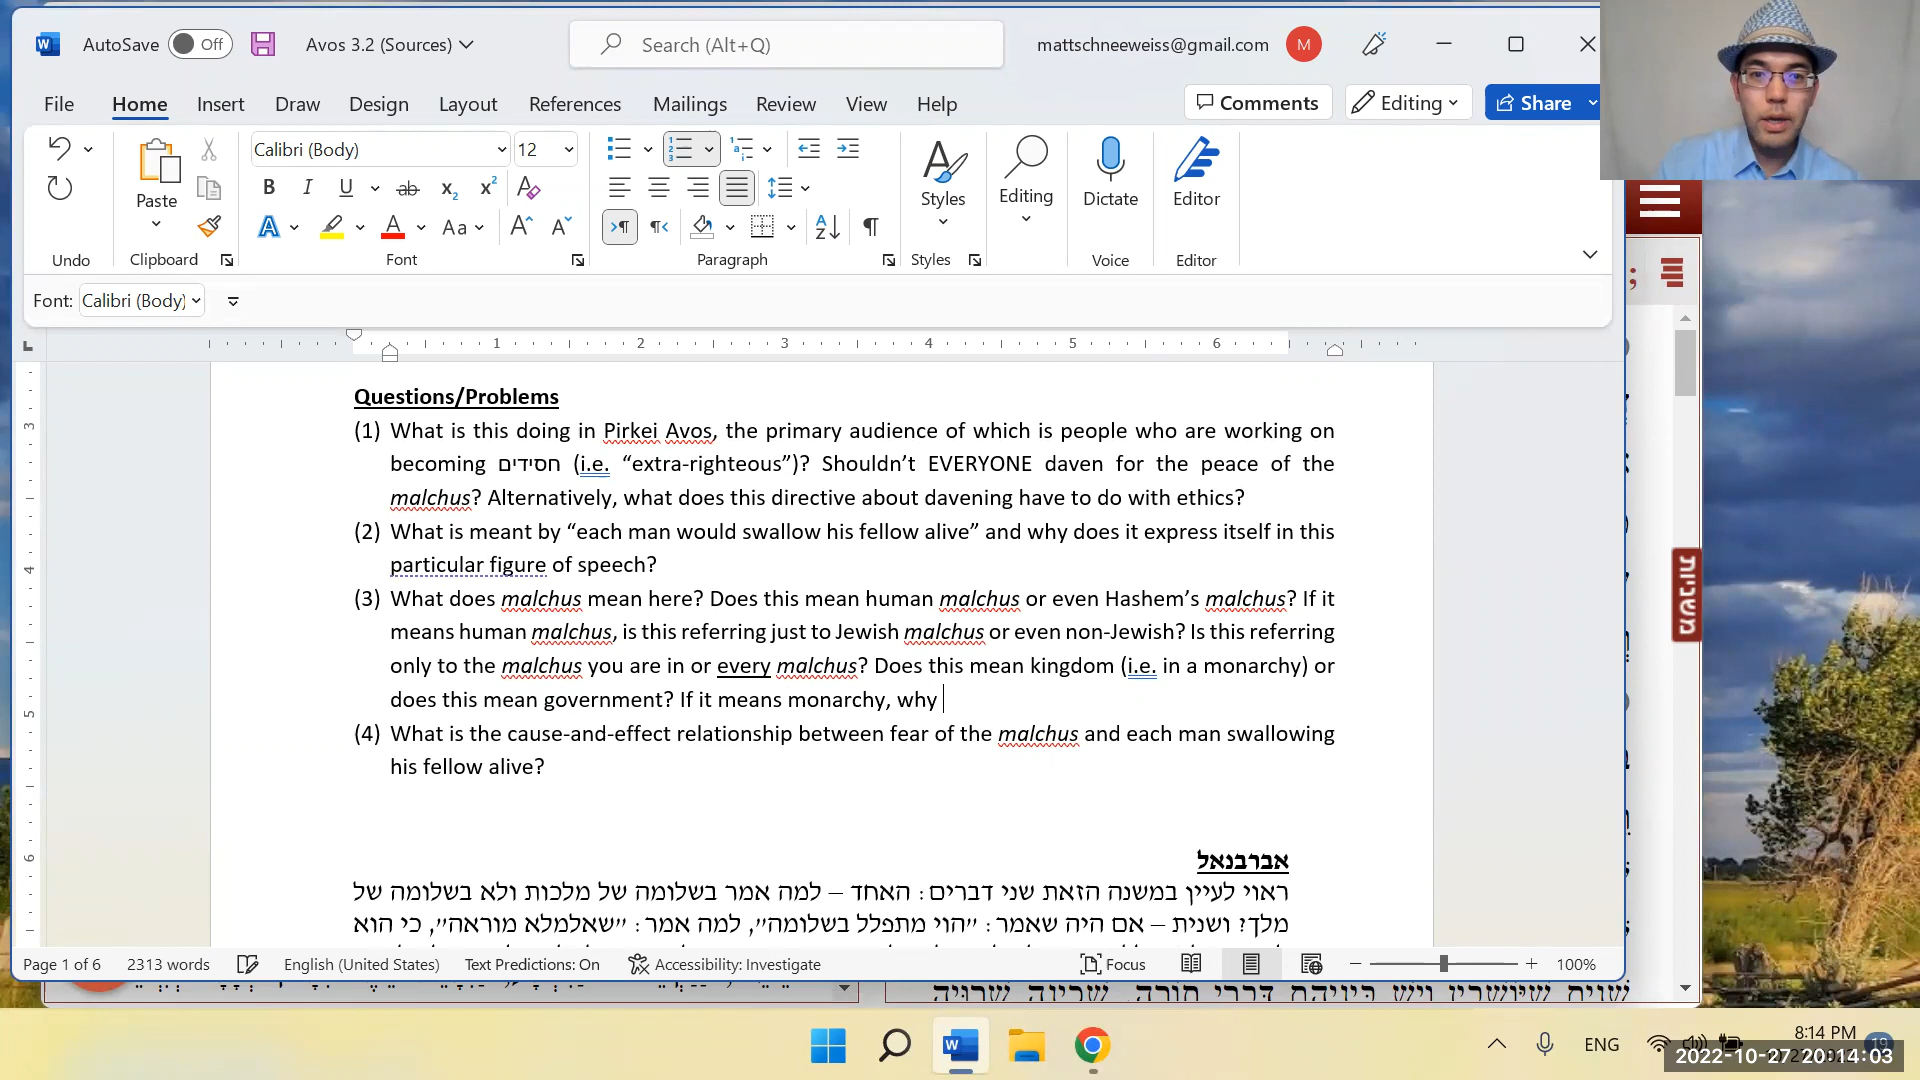 AutoSave Off Avos 3.2 (Sources) Search (Alt+Q) mattschneeweiss@gmail.com M
File Home Insert Draw Design Layout References Mailings Review View Help Comments Editing Share
Calibri (Body) 12
Paste Styles Editing Dictate Editor
Undo Clipboard Font Paragraph Styles Voice Editor
Font: Calibri (Body)
1 2 3 4 5 6
Questions/Problems
(1) What is this doing in Pirkei Avos, the primary audience of which is people who are working on
becoming חסידים (i.e. “extra-righteous”)? Shouldn’t EVERYONE daven for the peace of the
malchus? Alternatively, what does this directive about davening have to do with ethics?
(2) What is meant by “each man would swallow his fellow alive” and why does it express itself in this
particular figure of speech?
(3) What does malchus mean here? Does this mean human malchus or even Hashem’s malchus? If it
means human malchus, is this referring just to Jewish malchus or even non-Jewish? Is this referring
only to the malchus you are in or every malchus? Does this mean kingdom (i.e. in a monarchy) or
does this mean government? If it means monarchy, why
(4) What is the cause-and-effect relationship between fear of the malchus and each man swallowing
his fellow alive?
אברבנאל
ראוי לעיין במשנה הזאת שני דברים: האחד – למה אמר בשלומה של מלכות ולא בשלומה של
מלך? ושנית – אם היה שאמר: ״הוי מתפלל בשלומה״, למה אמר: ״שאלמלא מוראה״, כי הוא
משניות
Page 1 of 6 2313 words English (United States) Text Predictions: On Accessibility: Investigate Focus 100%
ENG 8:14 PM
2022-10-27 20:14:03